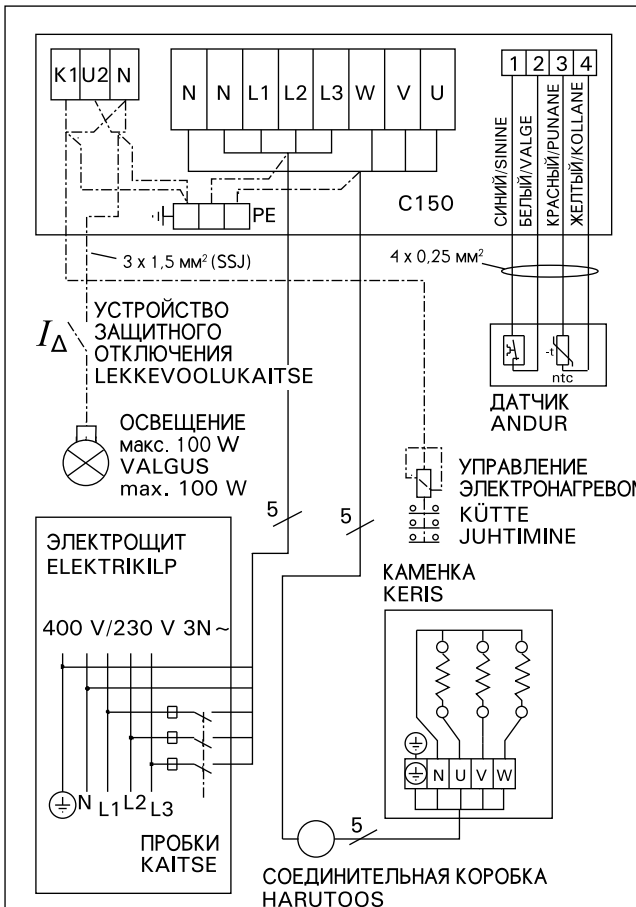 K1 U2 N
N N L1 L2 L3 W V U
1 2 3 4
СИНИЙ/SININE
БЕЛЫЙ/VALGE
КРАСНЫЙ/PUNANE
ЖЕЛТЫЙ/KOLLANE
C150
PE
3 x 1,5 мм² (SSJ)
4 x 0,25 мм²
I∆
УСТРОЙСТВО
ЗАЩИТНОГО
ОТКЛЮЧЕНИЯ
LEKKEVOOLUKAITSE
-t
ntc
ДАТЧИК
ANDUR
ОСВЕЩЕНИЕ
макс. 100 W
VALGUS
max. 100 W
УПРАВЛЕНИЕ
ЭЛЕКТРОНАГРЕВОМ
KÜTTE
JUHTIMINE
5
5
ЭЛЕКТРОЩИТ
ELEKTRIKILP
400 V/230 V 3N~
N L1 L2 L3
ПРОБКИ
KAITSE
КАМЕНКА
KERIS
N U V W
5
СОЕДИНИТЕЛЬНАЯ КОРОБКА
HARUTOOS